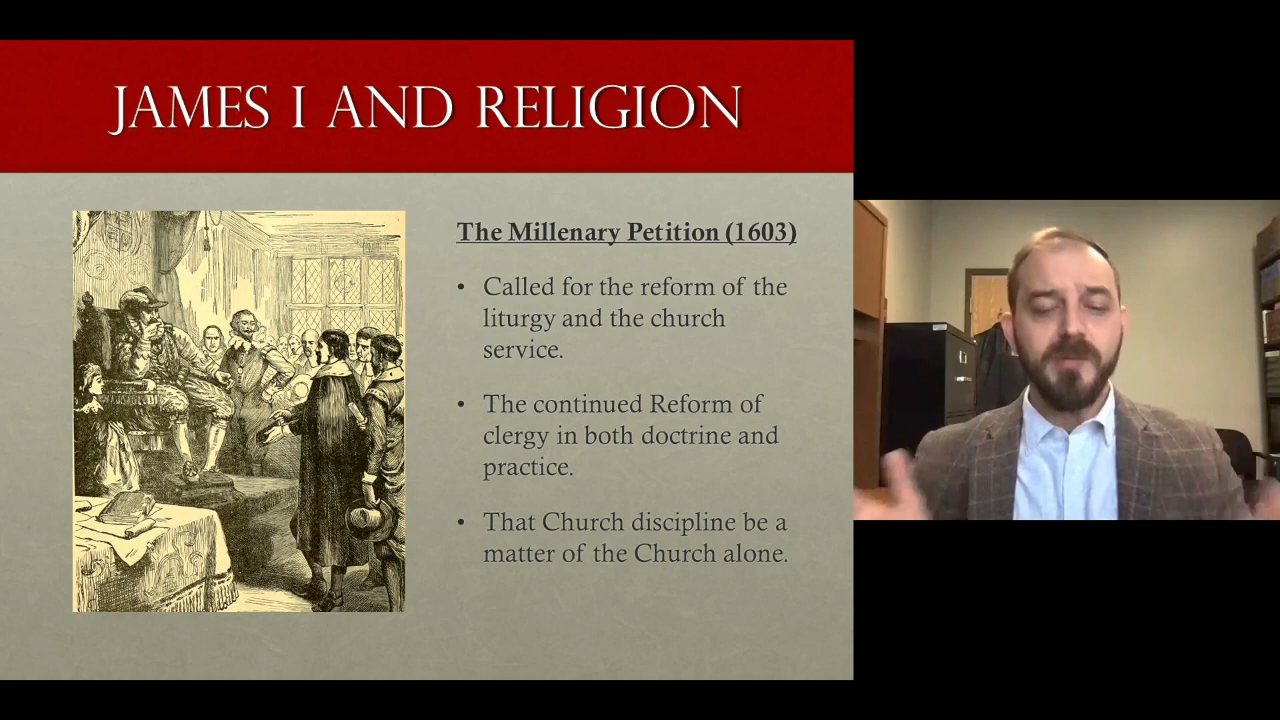 JAMES I AND RELIGION
The Millenary Petition (1603)
• Called for the reform of the
liturgy and the church
service.
• The continued Reform of
clergy in both doctrine and
practice.
• That Church discipline be a
matter of the Church alone.